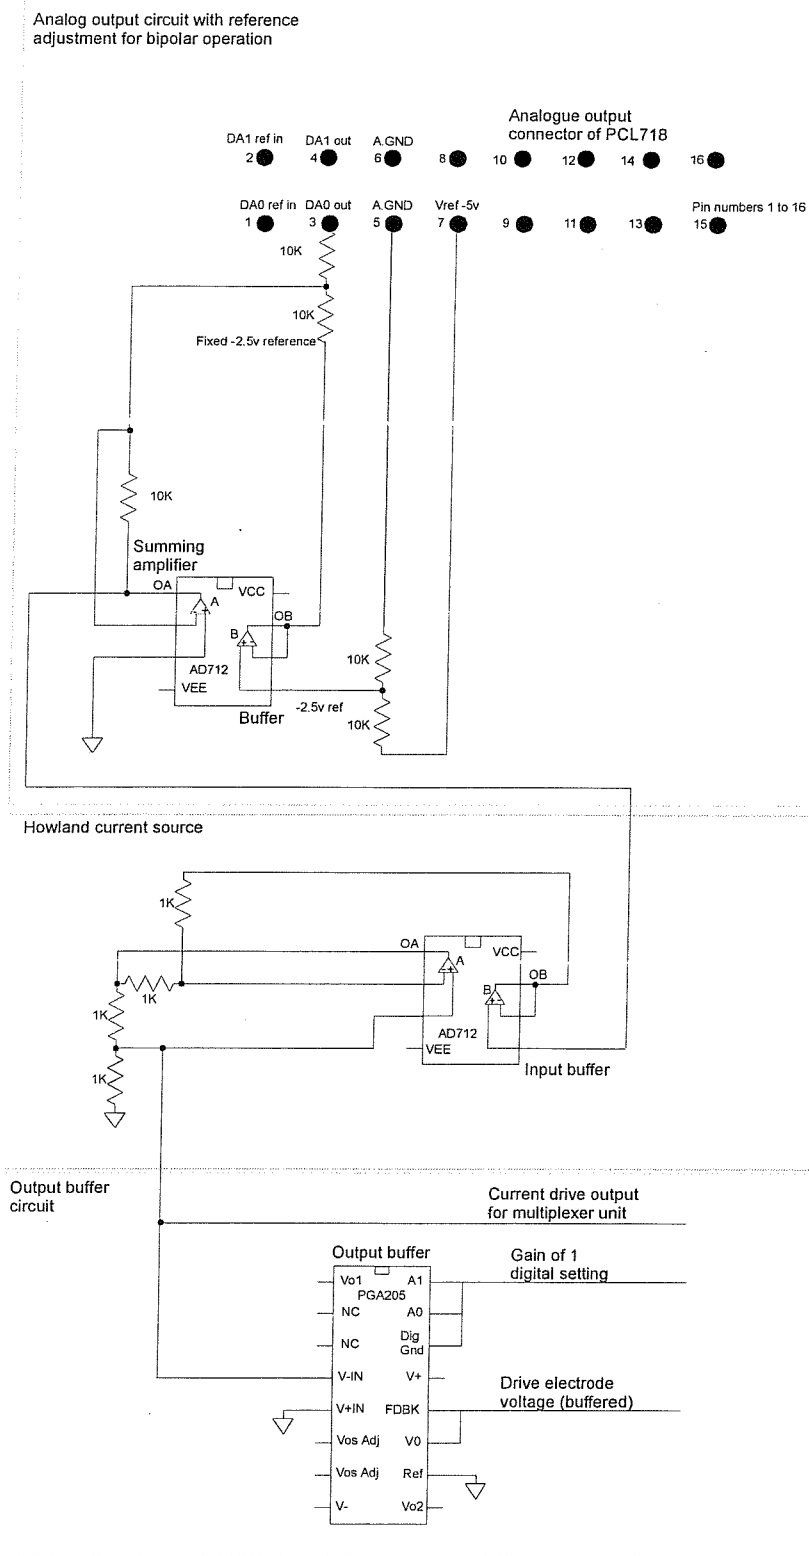 Analog output circuit with reference
adjustment for bipolar operation
Analogue output
connector of PCL718
DA1 ref in
DA1 out
A.GND
2
4
6
8
10
12
14
16
DA0 ref in
DA0 out
A.GND
Vref -5v
Pin numbers 1 to 16
1
3
5
7
9
11
13
15
10K
10K
Fixed -2.5v reference
10K
Summing
amplifier
OA
VCC
A
OB
B
+ -
AD712
VEE
10K
-2.5v ref
10K
Buffer
Howland current source
1K
OA
VCC
- +
A
1K
OB
B
+ -
1K
AD712
VEE
1K
Input buffer
Output buffer
circuit
Current drive output
for multiplexer unit
Output buffer
Gain of 1
digital setting
Vo1
A1
PGA205
NC
A0
NC
Dig
Gnd
V-IN
V+
Drive electrode
voltage (buffered)
V+IN
FDBK
Vos Adj
V0
Vos Adj
Ref
V-
Vo2